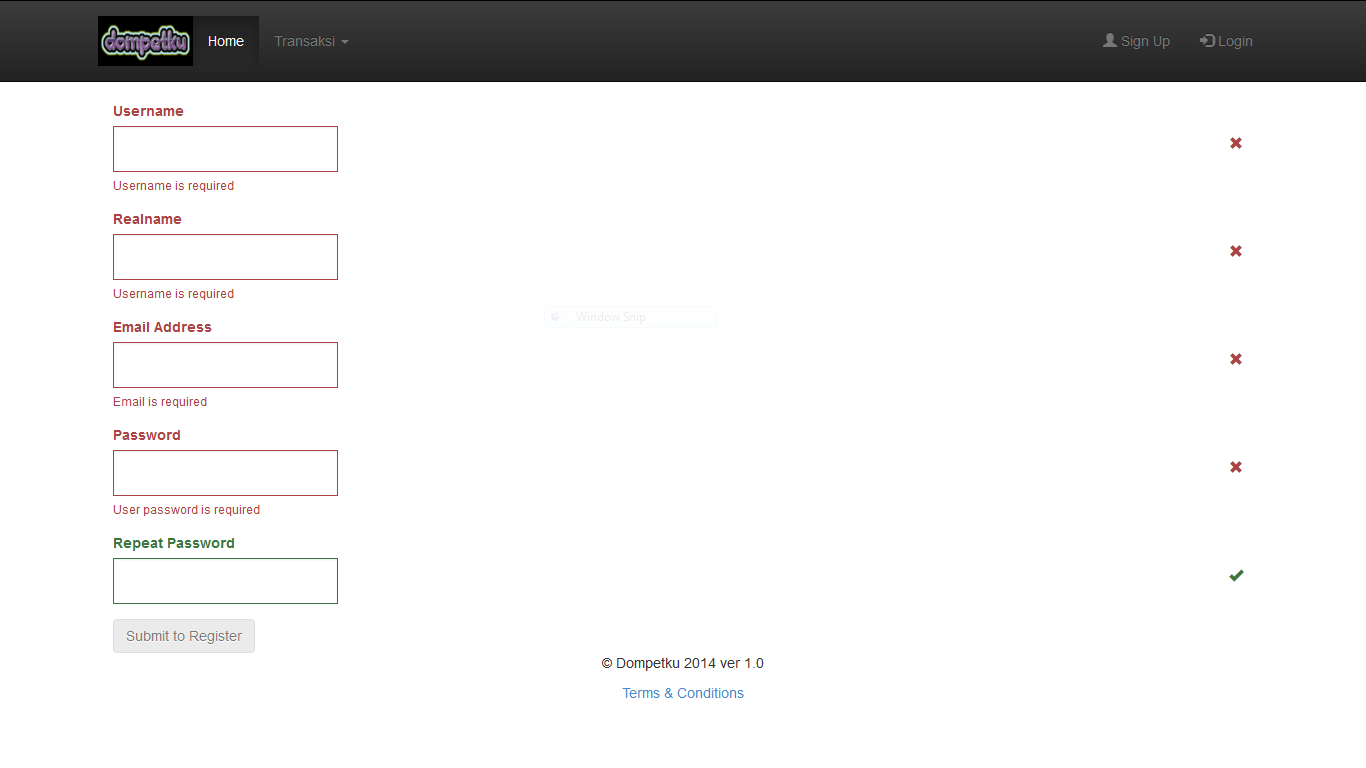 dompetku Home Transaksi Sign Up Login
Username
Username is required
Realname
Username is required
Window Snip
Email Address
Email is required
Password
User password is required
Repeat Password
Submit to Register
© Dompetku 2014 ver 1.0
Terms & Conditions